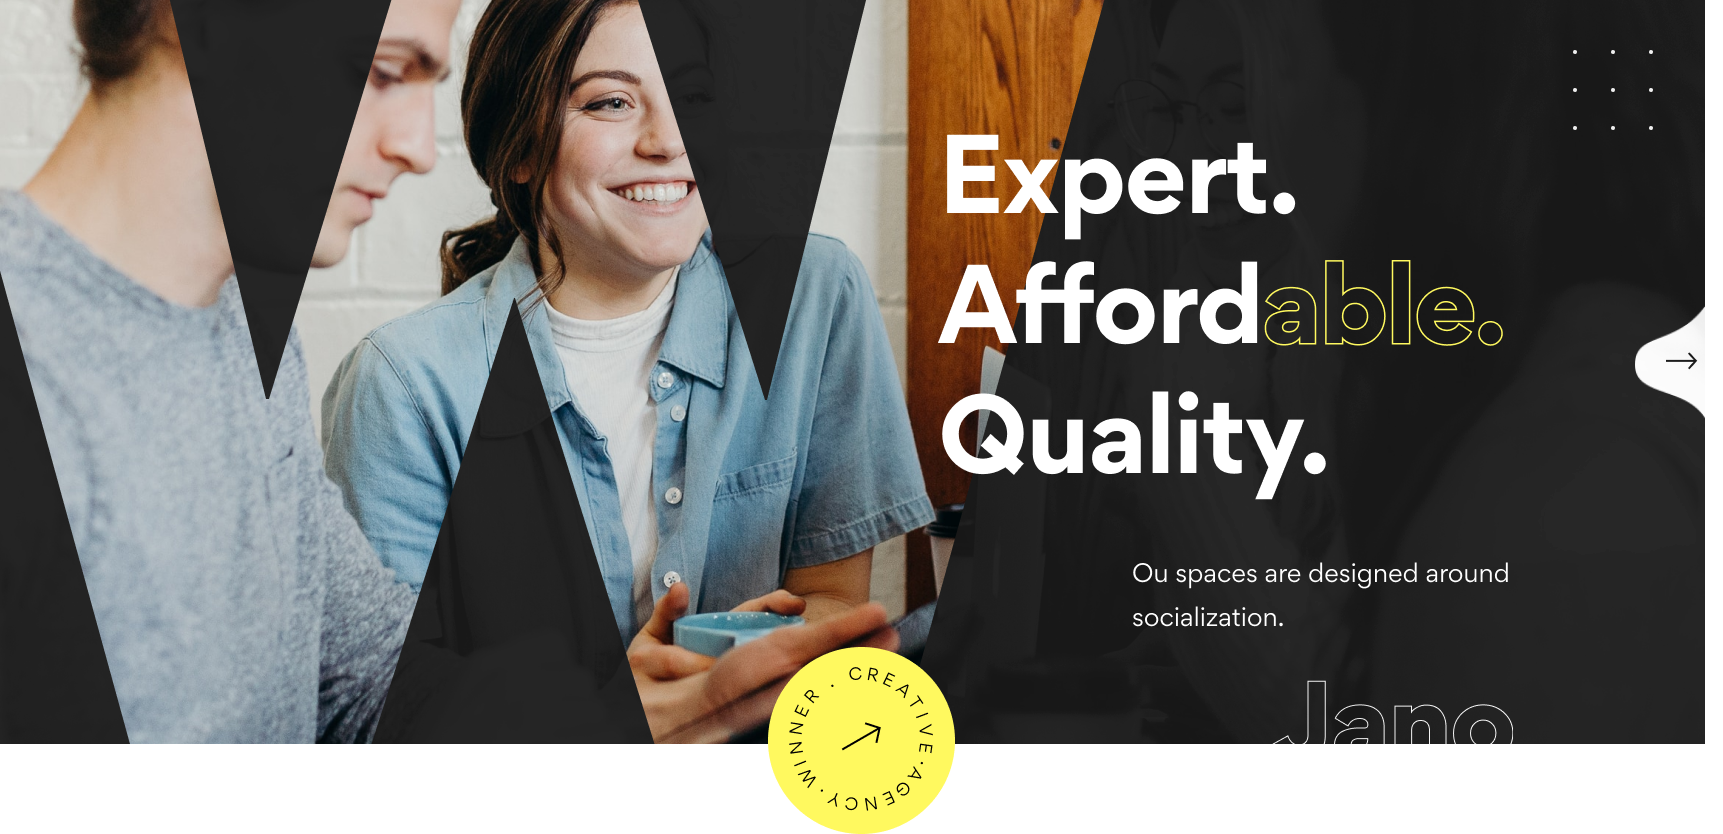 Expert.
Affordable.
Quality.
Ou spaces are designed around
socialization.
Jano
CREATIVE·AGENCY·WINNER·